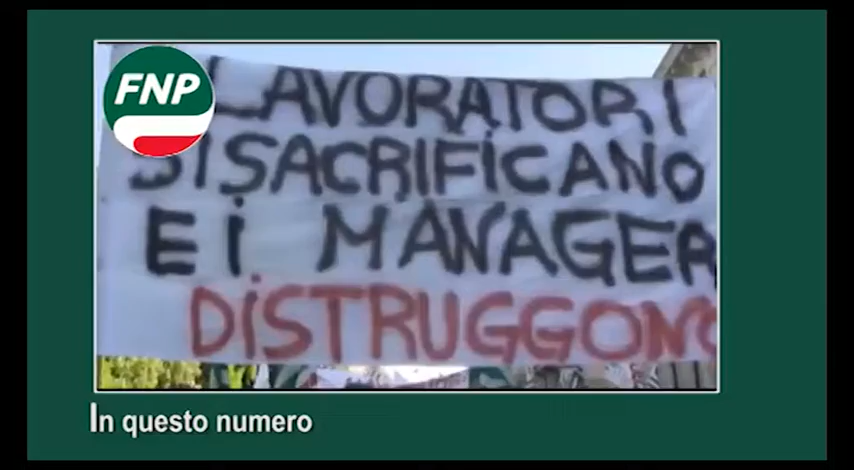 FNP
LAVORATORI
SI SACRIFICANO
E I MANAGER
DISTRUGGONO
In questo numero